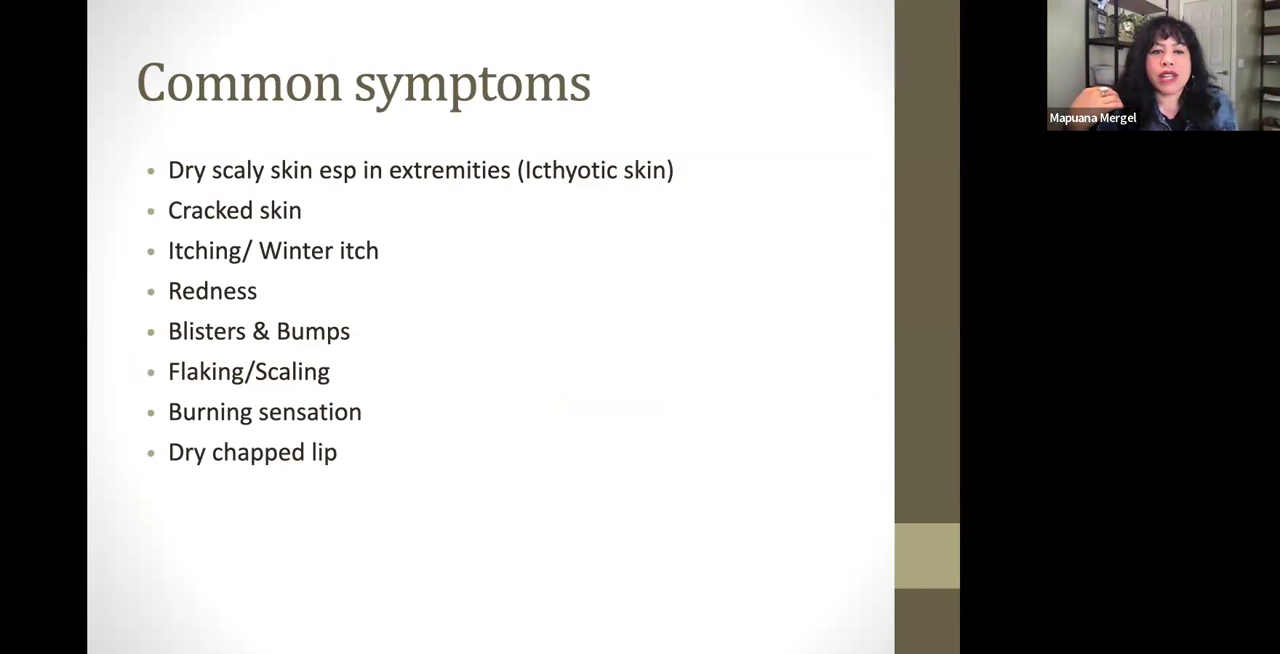 Common symptoms
• Dry scaly skin esp in extremities (Icthyotic skin)
• Cracked skin
• Itching/ Winter itch
• Redness
• Blisters & Bumps
• Flaking/Scaling
• Burning sensation
• Dry chapped lip
Mapuana Mergel